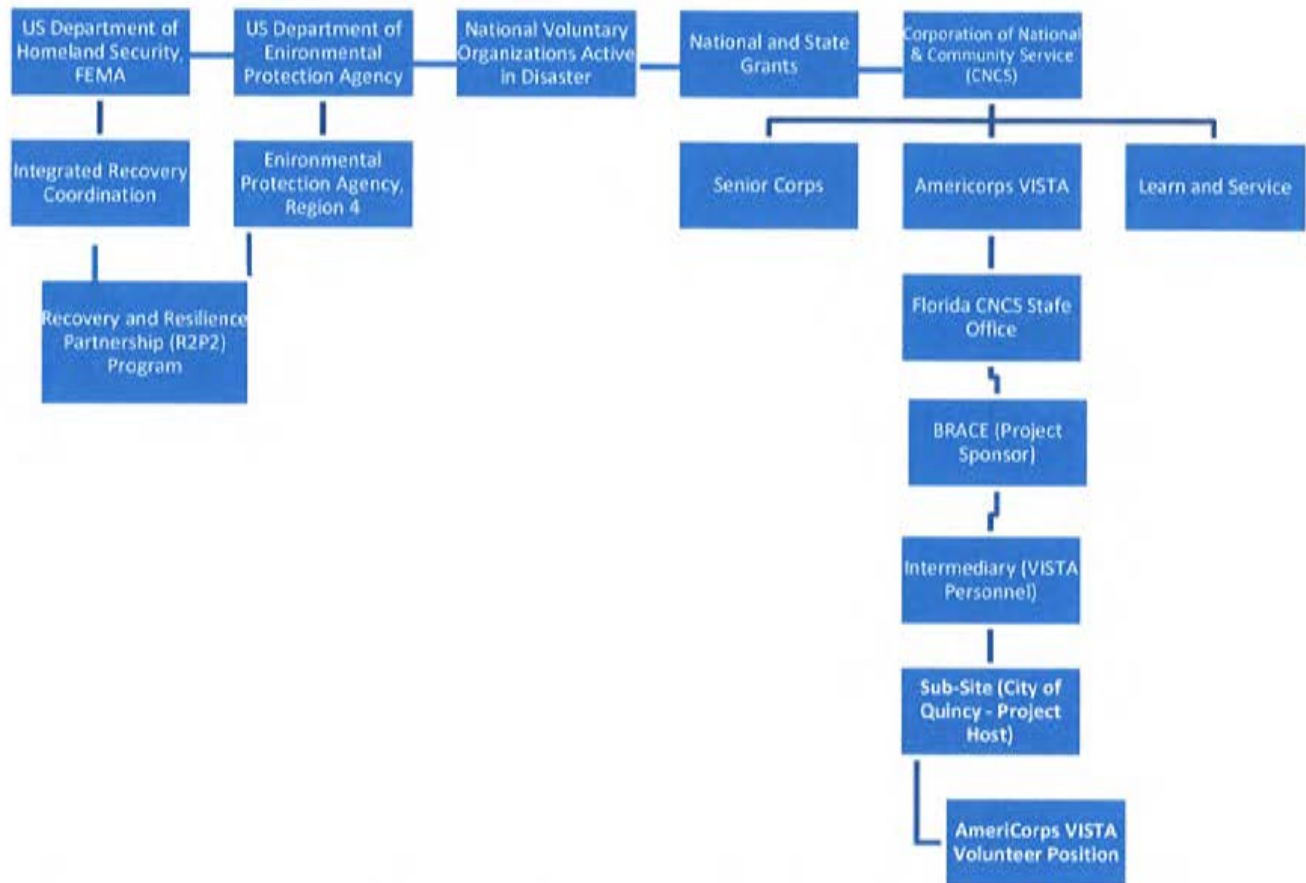 US Department of
Homeland Security,
FEMA
US Department of
Enironmental
Protection Agency
National Voluntary
Organizations Active
in Disaster
National and State
Grants
Corporation of National
& Community Service
(CNCS)
Integrated Recovery
Coordination
Enironmental
Protection Agency,
Region 4
Senior Corps
Americorps VISTA
Learn and Service
Recovery and Resilience
Partnership (R2P2)
Program
Florida CNCS Stafe
Office
BRACE (Project
Sponsor)
Intermediary (VISTA
Personnel)
Sub-Site (City of
Quincy - Project
Host)
AmeriCorps VISTA
Volunteer Position